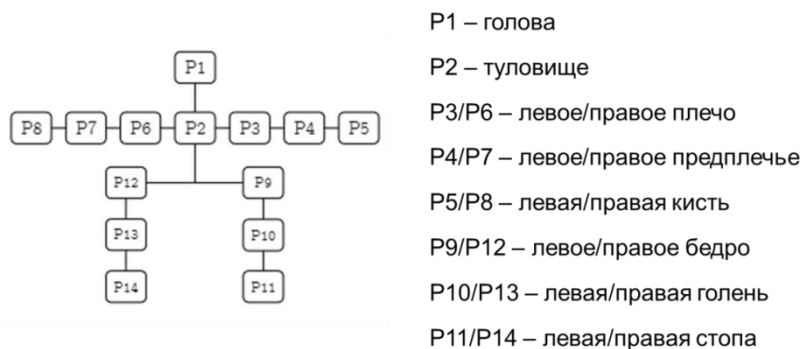 P1
P8 P7 P6 P2 P3 P4 P5
P12 P9
P13 P10
P14 P11
P1 – голова
P2 – туловище
P3/P6 – левое/правое плечо
P4/P7 – левое/правое предплечье
P5/P8 – левая/правая кисть
P9/P12 – левое/правое бедро
P10/P13 – левая/правая голень
P11/P14 – левая/правая стопа